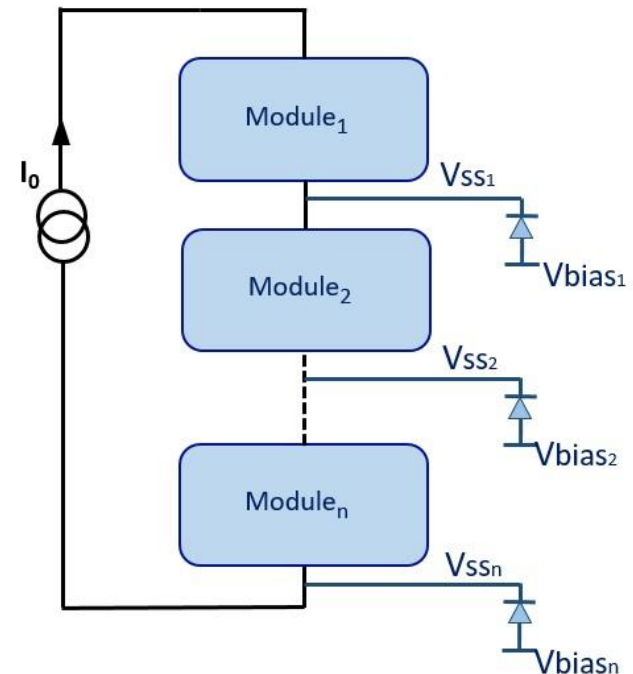 Module₁
I₀
Vss₁
Vbias₁
Module₂
Vss₂
Vbias₂
Moduleₙ
Vssₙ
Vbiasₙ